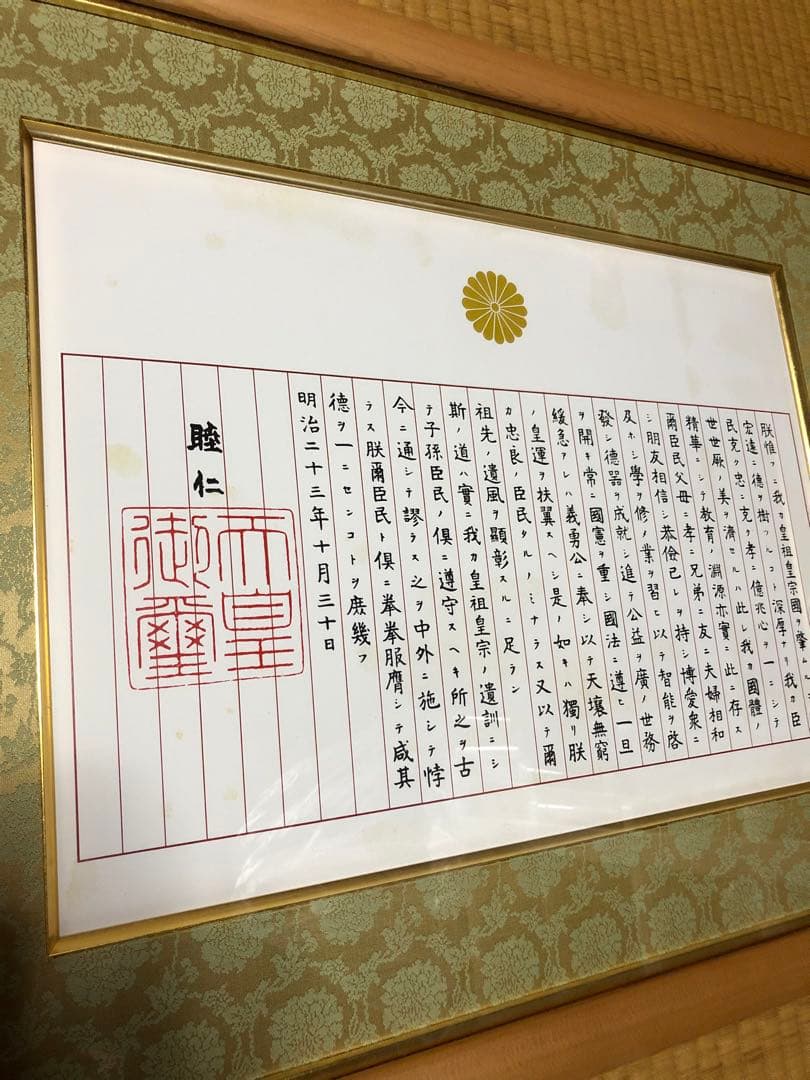 朕惟フニ我カ皇祖皇宗國ヲ肇ムル
宏遠ニ德ヲ樹ツルコト深厚ナリ我カ臣
民克ク忠ニ克ク孝ニ億兆心ヲ一ニシテ
世世厥ノ美ヲ濟セルハ此レ我カ國體ノ
精華ニシテ教育ノ淵源亦實ニ此ニ存ス
爾臣民父母ニ孝ニ兄弟ニ友ニ夫婦相和
シ朋友相信シ恭儉己レヲ持シ博愛衆ニ
及ホシ學ヲ修メ業ヲ習ヒ以テ智能ヲ啓
發シ德器ヲ成就シ進テ公益ヲ廣メ世務
ヲ開キ常ニ國憲ヲ重シ國法ニ遵ヒ一旦
緩急アレハ義勇公ニ奉シ以テ天壤無窮
ノ皇運ヲ扶翼スヘシ是ノ如キハ獨リ朕
カ忠良ノ臣民タルノミナラス又以テ爾
祖先ノ遺風ヲ顯彰スルニ足ラン
斯ノ道ハ實ニ我カ皇祖皇宗ノ遺訓ニシ
テ子孫臣民ノ俱ニ遵守スヘキ所之ヲ古
今ニ通シテ謬ラス之ヲ中外ニ施シテ悖
ラス朕爾臣民ト俱ニ拳拳服膺シテ咸其
德ヲ一ニセンコトヲ庶幾フ
明治二十三年十月三十日
睦仁
天皇
御璽